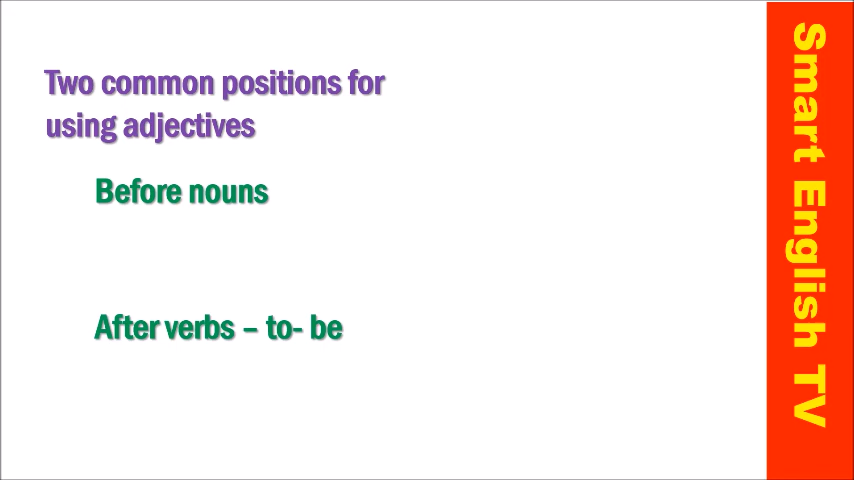 Two common positions for
using adjectives
Before nouns
After verbs – to- be
Smart English TV